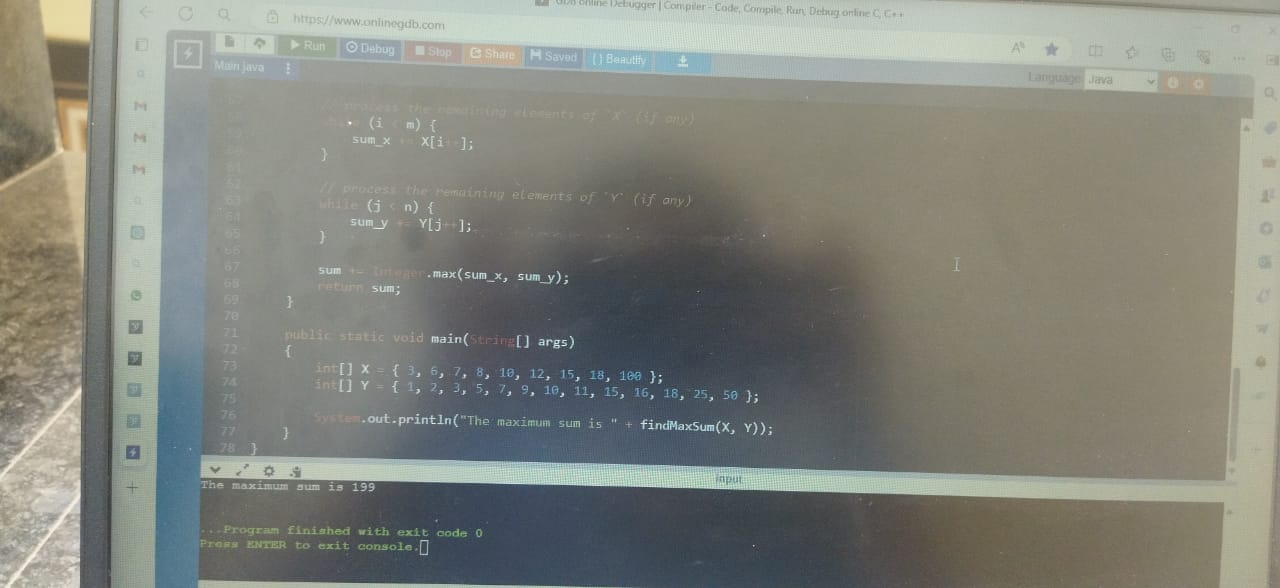 GDB online Debugger | Compiler - Code, Compile, Run, Debug online C, C++
https://www.onlinegdb.com
Run Debug Stop Share Saved { } Beautify
Main java
Language Java
57 // process the remaining elements of `X` (if any)
58 while (i < m) {
59 sum_x += X[i++];
60 }
61
62 // process the remaining elements of `Y` (if any)
63 while (j < n) {
64 sum_y += Y[j++];
65 }
66
67 sum += Integer.max(sum_x, sum_y);
68 return sum;
69 }
70
71 public static void main(String[] args)
72 {
73 int[] X = { 3, 6, 7, 8, 10, 12, 15, 18, 100 };
74 int[] Y = { 1, 2, 3, 5, 7, 9, 10, 11, 15, 16, 18, 25, 50 };
75
76 System.out.println("The maximum sum is " + findMaxSum(X, Y));
77 }
78 }
input
The maximum sum is 199
...Program finished with exit code 0
Press ENTER to exit console.